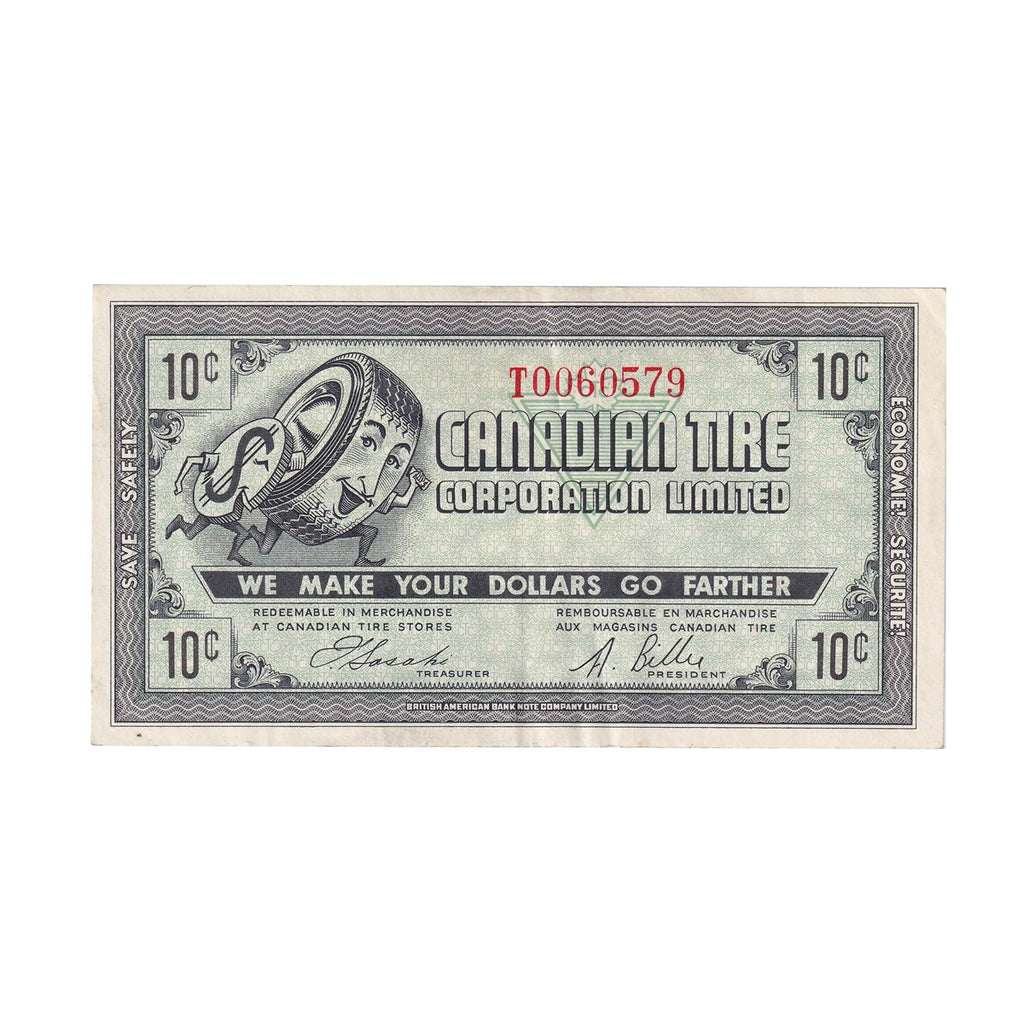 10¢
10¢
T0060579
CANADIAN TIRE
CORPORATION LIMITED
SAVE SAFELY
ECONOMIE! SÉCURITÉ!
WE MAKE YOUR DOLLARS GO FARTHER
REDEEMABLE IN MERCHANDISE
AT CANADIAN TIRE STORES
REMBOURSABLE EN MARCHANDISE
AUX MAGASINS CANADIAN TIRE
10¢
10¢
A. Billes
TREASURER
PRESIDENT
BRITISH AMERICAN BANK NOTE COMPANY LIMITED